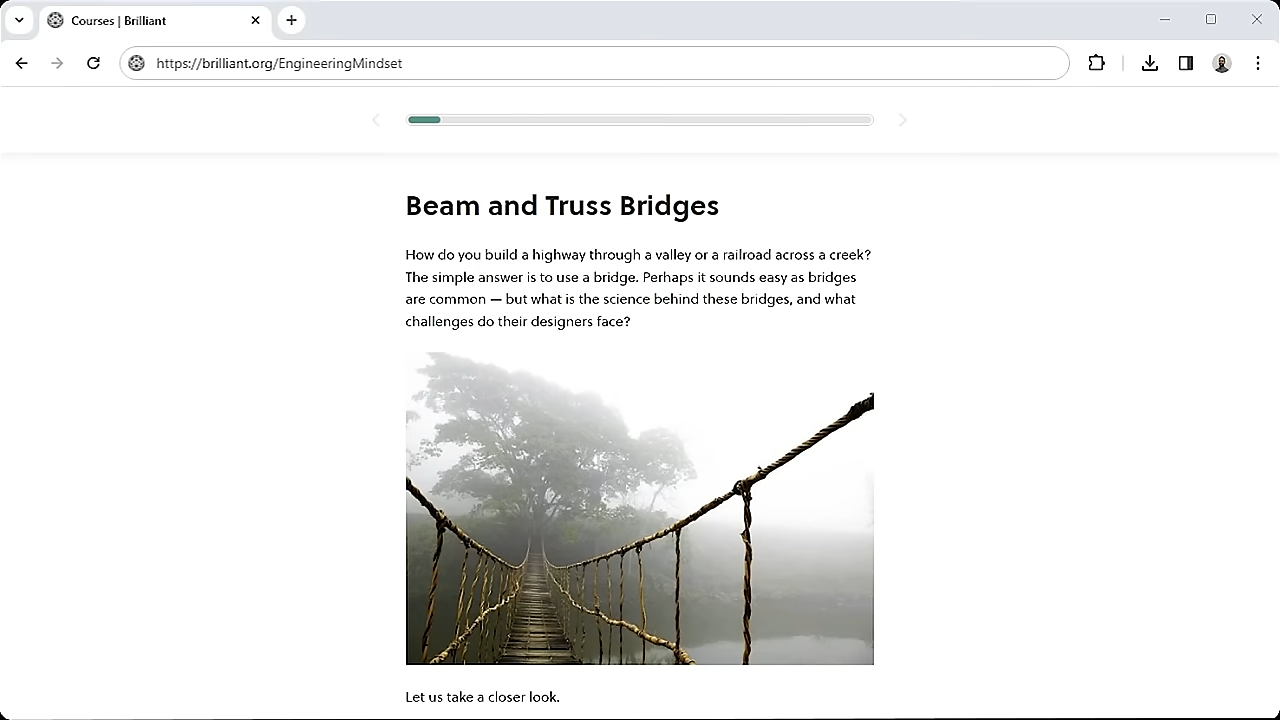 Courses | Brilliant
https://brilliant.org/EngineeringMindset
Beam and Truss Bridges
How do you build a highway through a valley or a railroad across a creek?
The simple answer is to use a bridge. Perhaps it sounds easy as bridges
are common — but what is the science behind these bridges, and what
challenges do their designers face?
Let us take a closer look.